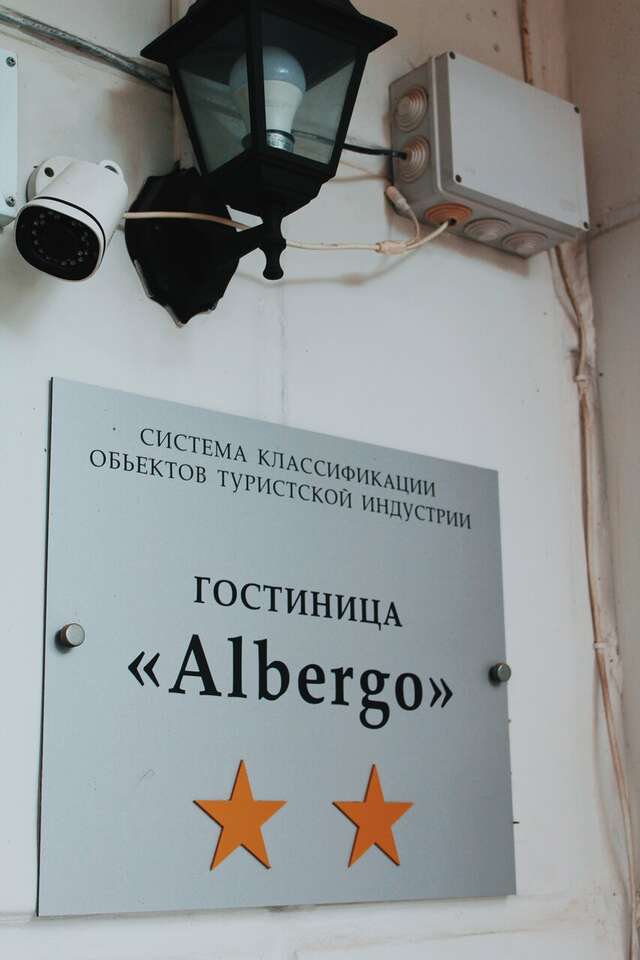 СИСТЕМА КЛАССИФИКАЦИИ
ОБЬЕКТОВ ТУРИСТСКОЙ ИНДУСТРИИ
ГОСТИНИЦА
«Albergo»